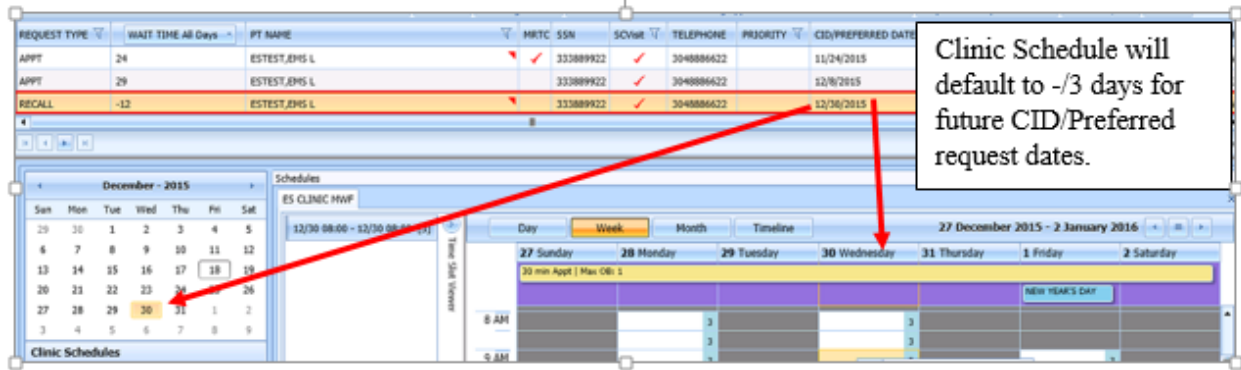 REQUEST TYPE WAIT TIME All Days PT NAME MRTC SSN SCVisit TELEPHONE PRIORITY CID/PREFERRED DATE
APPT 24 ESTEST,EMS L 333889922 3048886622 11/24/2015
APPT 29 ESTEST,EMS L 333889922 3048886622 12/8/2015
RECALL -12 ESTEST,EMS L 333889922 3048886622 12/30/2015
Clinic Schedule will
default to -/3 days for
future CID/Preferred
request dates.
December - 2015
Sun Mon Tue Wed Thu Fri Sat
29 30 1 2 3 4 5
6 7 8 9 10 11 12
13 14 15 16 17 18 19
20 21 22 23 26
27 28 29 30 31 1 2
3 4 5 6 7 8 9
Clinic Schedules
Schedules
ES CLINIC MWF
12/30 08:00 - 12/30
Time Slot Viewer
Day Week Month Timeline 27 December 2015 - 2 January 2016
27 Sunday 28 Monday 29 Tuesday 30 Wednesday 31 Thursday 1 Friday 2 Saturday
30 min Appt | Max OB: 1
NEW YEAR'S DAY
8 AM 3 3
3 3
9 AM